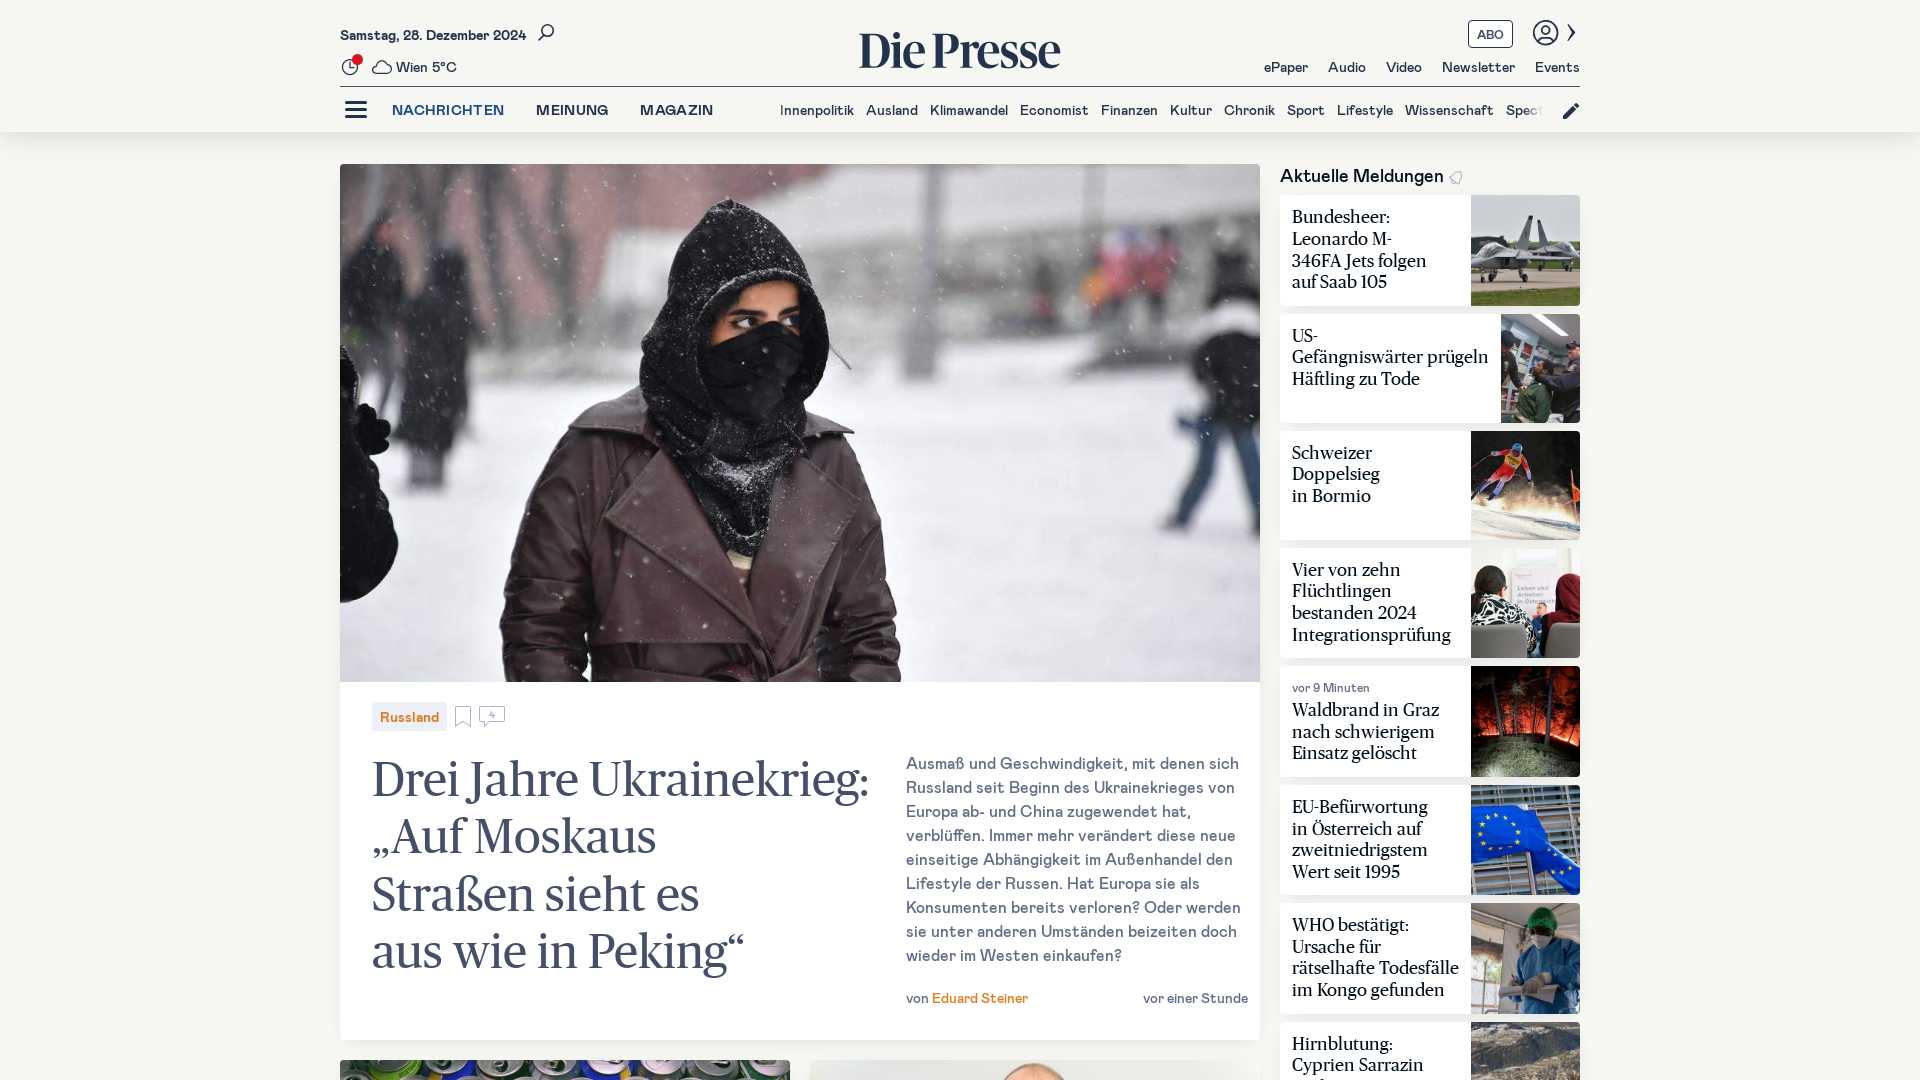 Samstag, 28. Dezember 2024
Wien 5°C
Die Presse
ABO
ePaper Audio Video Newsletter Events
NACHRICHTEN MEINUNG MAGAZIN
Innenpolitik Ausland Klimawandel Economist Finanzen Kultur Chronik Sport Lifestyle Wissenschaft Spect
Russland
4
Drei Jahre Ukrainekrieg:
„Auf Moskaus
Straßen sieht es
aus wie in Peking“
Ausmaß und Geschwindigkeit, mit denen sich
Russland seit Beginn des Ukrainekrieges von
Europa ab- und China zugewendet hat,
verblüffen. Immer mehr verändert diese neue
einseitige Abhängigkeit im Außenhandel den
Lifestyle der Russen. Hat Europa sie als
Konsumenten bereits verloren? Oder werden
sie unter anderen Umständen beizeiten doch
wieder im Westen einkaufen?
von Eduard Steiner
vor einer Stunde
Aktuelle Meldungen
Bundesheer:
Leonardo M-
346FA Jets folgen
auf Saab 105
US-
Gefängniswärter prügeln
Häftling zu Tode
Schweizer
Doppelsieg
in Bormio
Vier von zehn
Flüchtlingen
bestanden 2024
Integrationsprüfung
vor 9 Minuten
Waldbrand in Graz
nach schwierigem
Einsatz gelöscht
EU-Befürwortung
in Österreich auf
zweitniedrigstem
Wert seit 1995
WHO bestätigt:
Ursache für
rätselhafte Todesfälle
im Kongo gefunden
Hirnblutung:
Cyprien Sarrazin